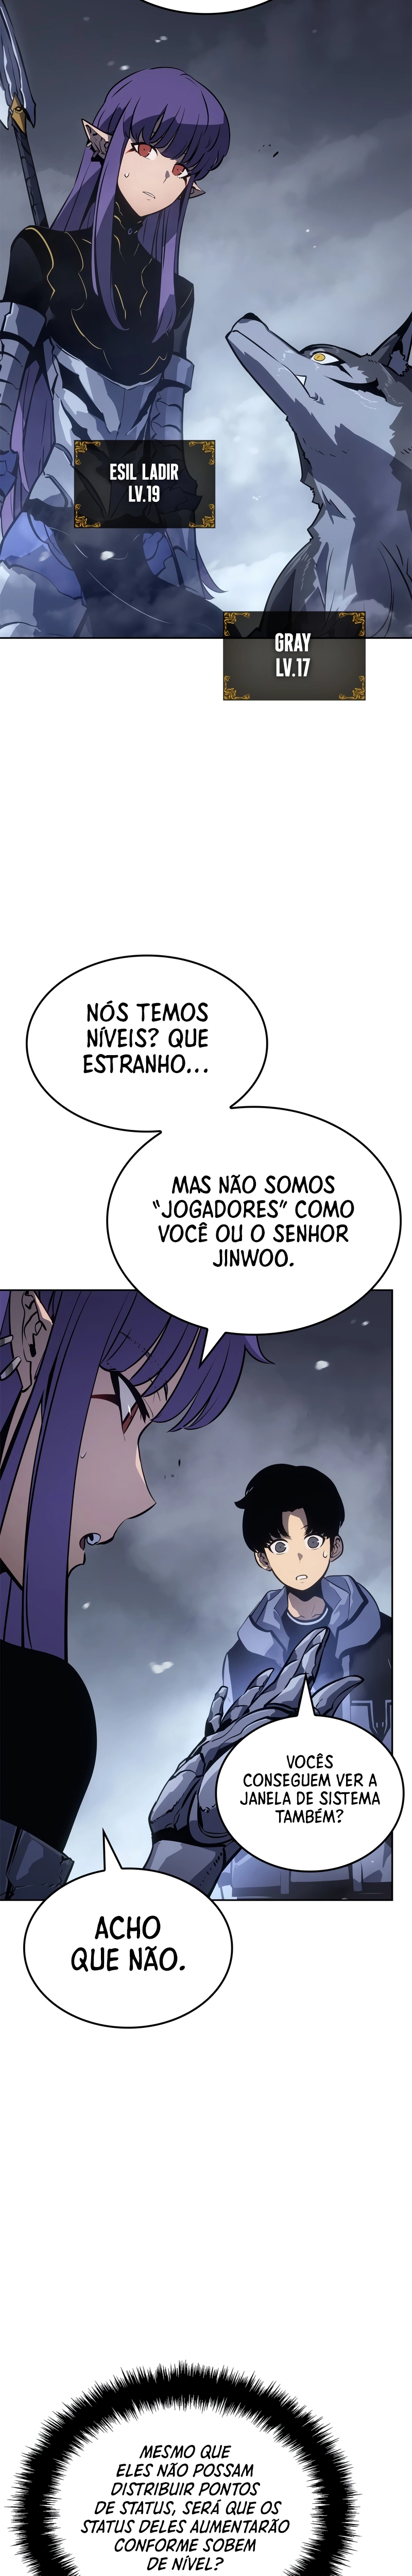 ESIL LADIR
LV.19
GRAY
LV.17
NÓS TEMOS
NÍVEIS? QUE
ESTRANHO...
MAS NÃO SOMOS
“JOGADORES” COMO
VOCÊ OU O SENHOR
JINWOO.
VOCÊS
CONSEGUEM VER A
JANELA DE SISTEMA
TAMBÉM?
ACHO
QUE NÃO.
MESMO QUE
ELES NÃO POSSAM
DISTRIBUIR PONTOS
DE STATUS, SERÁ QUE OS
STATUS DELES AUMENTARÃO
CONFORME SOBEM
DE NÍVEL?